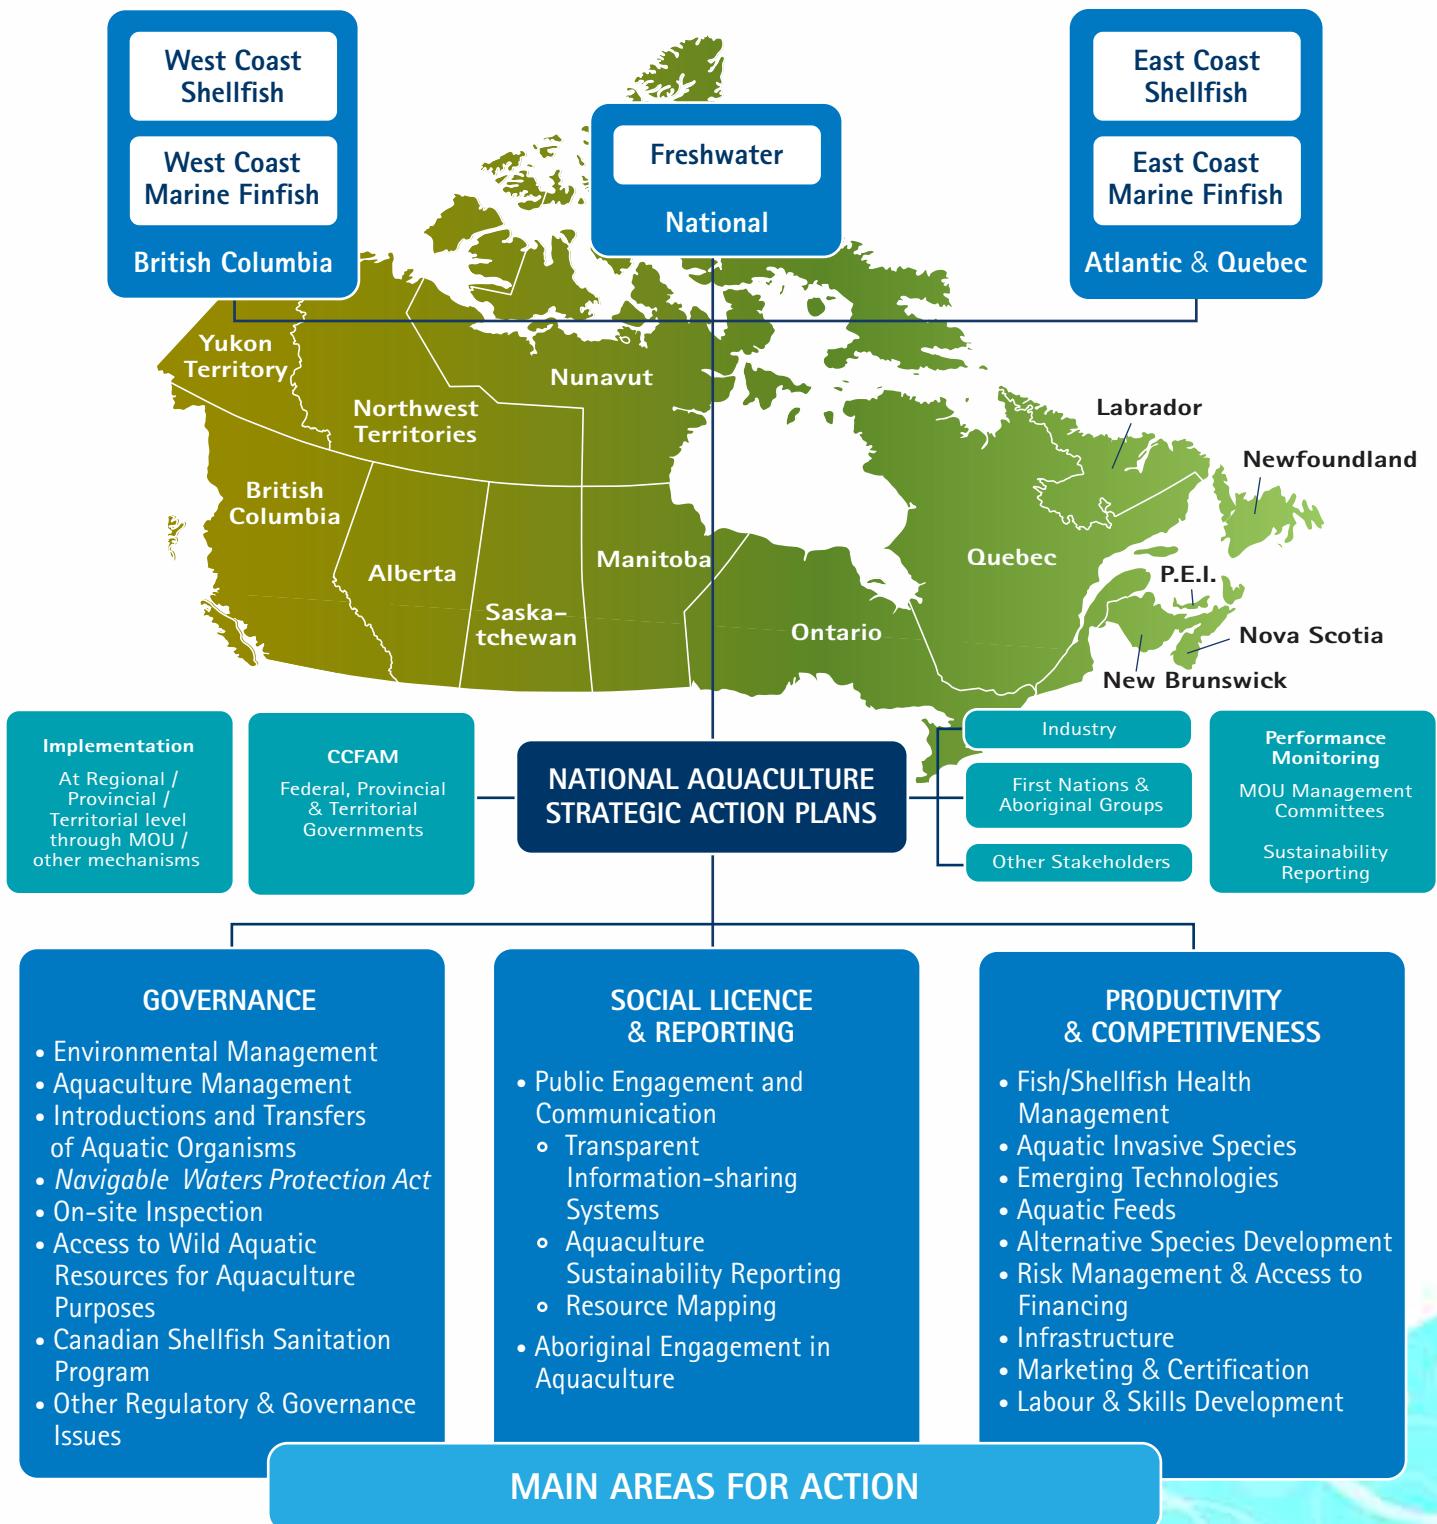 West Coast
Shellfish
West Coast
Marine Finfish
British Columbia
Freshwater
National
East Coast
Shellfish
East Coast
Marine Finfish
Atlantic & Quebec
Yukon
Territory
Northwest
Territories
Nunavut
British
Columbia
Alberta
Saska-
tchewan
Manitoba
Ontario
Quebec
Labrador
Newfoundland
P.E.I.
Nova Scotia
New Brunswick
Implementation
At Regional /
Provincial /
Territorial level
through MOU /
other mechanisms
CCFAM
Federal, Provincial
& Territorial
Governments
NATIONAL AQUACULTURE
STRATEGIC ACTION PLANS
Industry
First Nations &
Aboriginal Groups
Other Stakeholders
Performance
Monitoring
MOU Management
Committees
Sustainability
Reporting
GOVERNANCE
• Environmental Management
• Aquaculture Management
• Introductions and Transfers
of Aquatic Organisms
• Navigable Waters Protection Act
• On-site Inspection
• Access to Wild Aquatic
Resources for Aquaculture
Purposes
• Canadian Shellfish Sanitation
Program
• Other Regulatory & Governance
Issues
SOCIAL LICENCE
& REPORTING
• Public Engagement and
Communication
∘ Transparent
Information-sharing
Systems
∘ Aquaculture
Sustainability Reporting
∘ Resource Mapping
• Aboriginal Engagement in
Aquaculture
PRODUCTIVITY
& COMPETITIVENESS
• Fish/Shellfish Health
Management
• Aquatic Invasive Species
• Emerging Technologies
• Aquatic Feeds
• Alternative Species Development
• Risk Management & Access to
Financing
• Infrastructure
• Marketing & Certification
• Labour & Skills Development
MAIN AREAS FOR ACTION